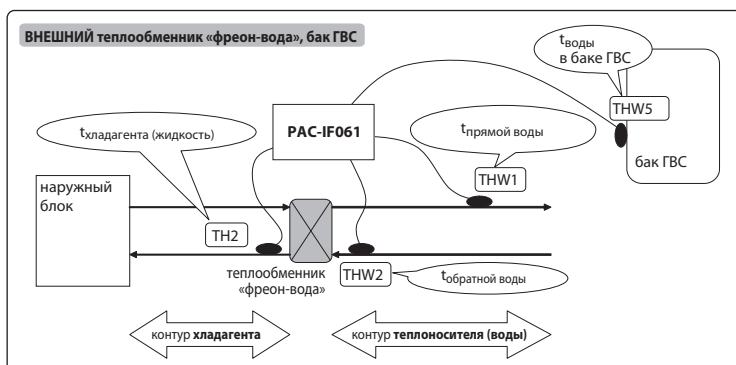 ВНЕШНИЙ теплообменник «фреон-вода», бак ГВС
tводы
в баке ГВС
THW5
бак ГВС
PAC-IF061
tхладагента (жидкость)
tпрямой воды
THW1
наружный
блок
TH2
теплообменник
«фреон-вода»
THW2
tобратной воды
контур хладагента
контур теплоносителя (воды)